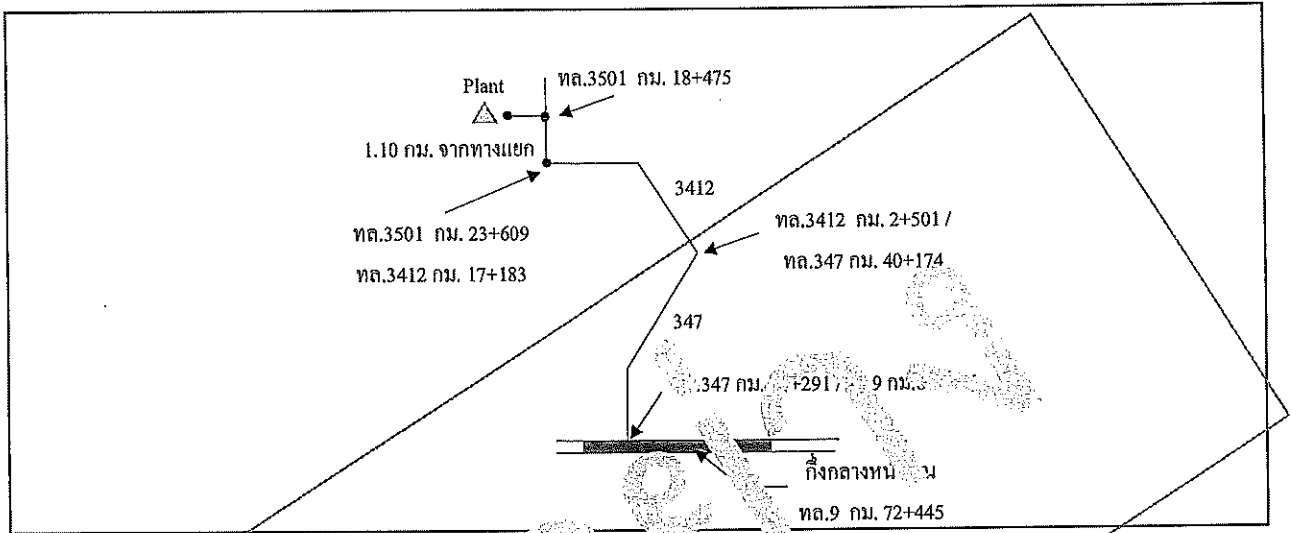 Plant
ทล.3501 กม. 18+475
1.10 กม. จากทางแยก
3412
ทล.3501 กม. 23+609
ทล.3412 กม. 17+183
ทล.3412 กม. 2+501 /
ทล.347 กม. 40+174
347
.347 กม. +291 / 9 กม.
กึ่งกลางหน
ทล.9 กม. 72+445